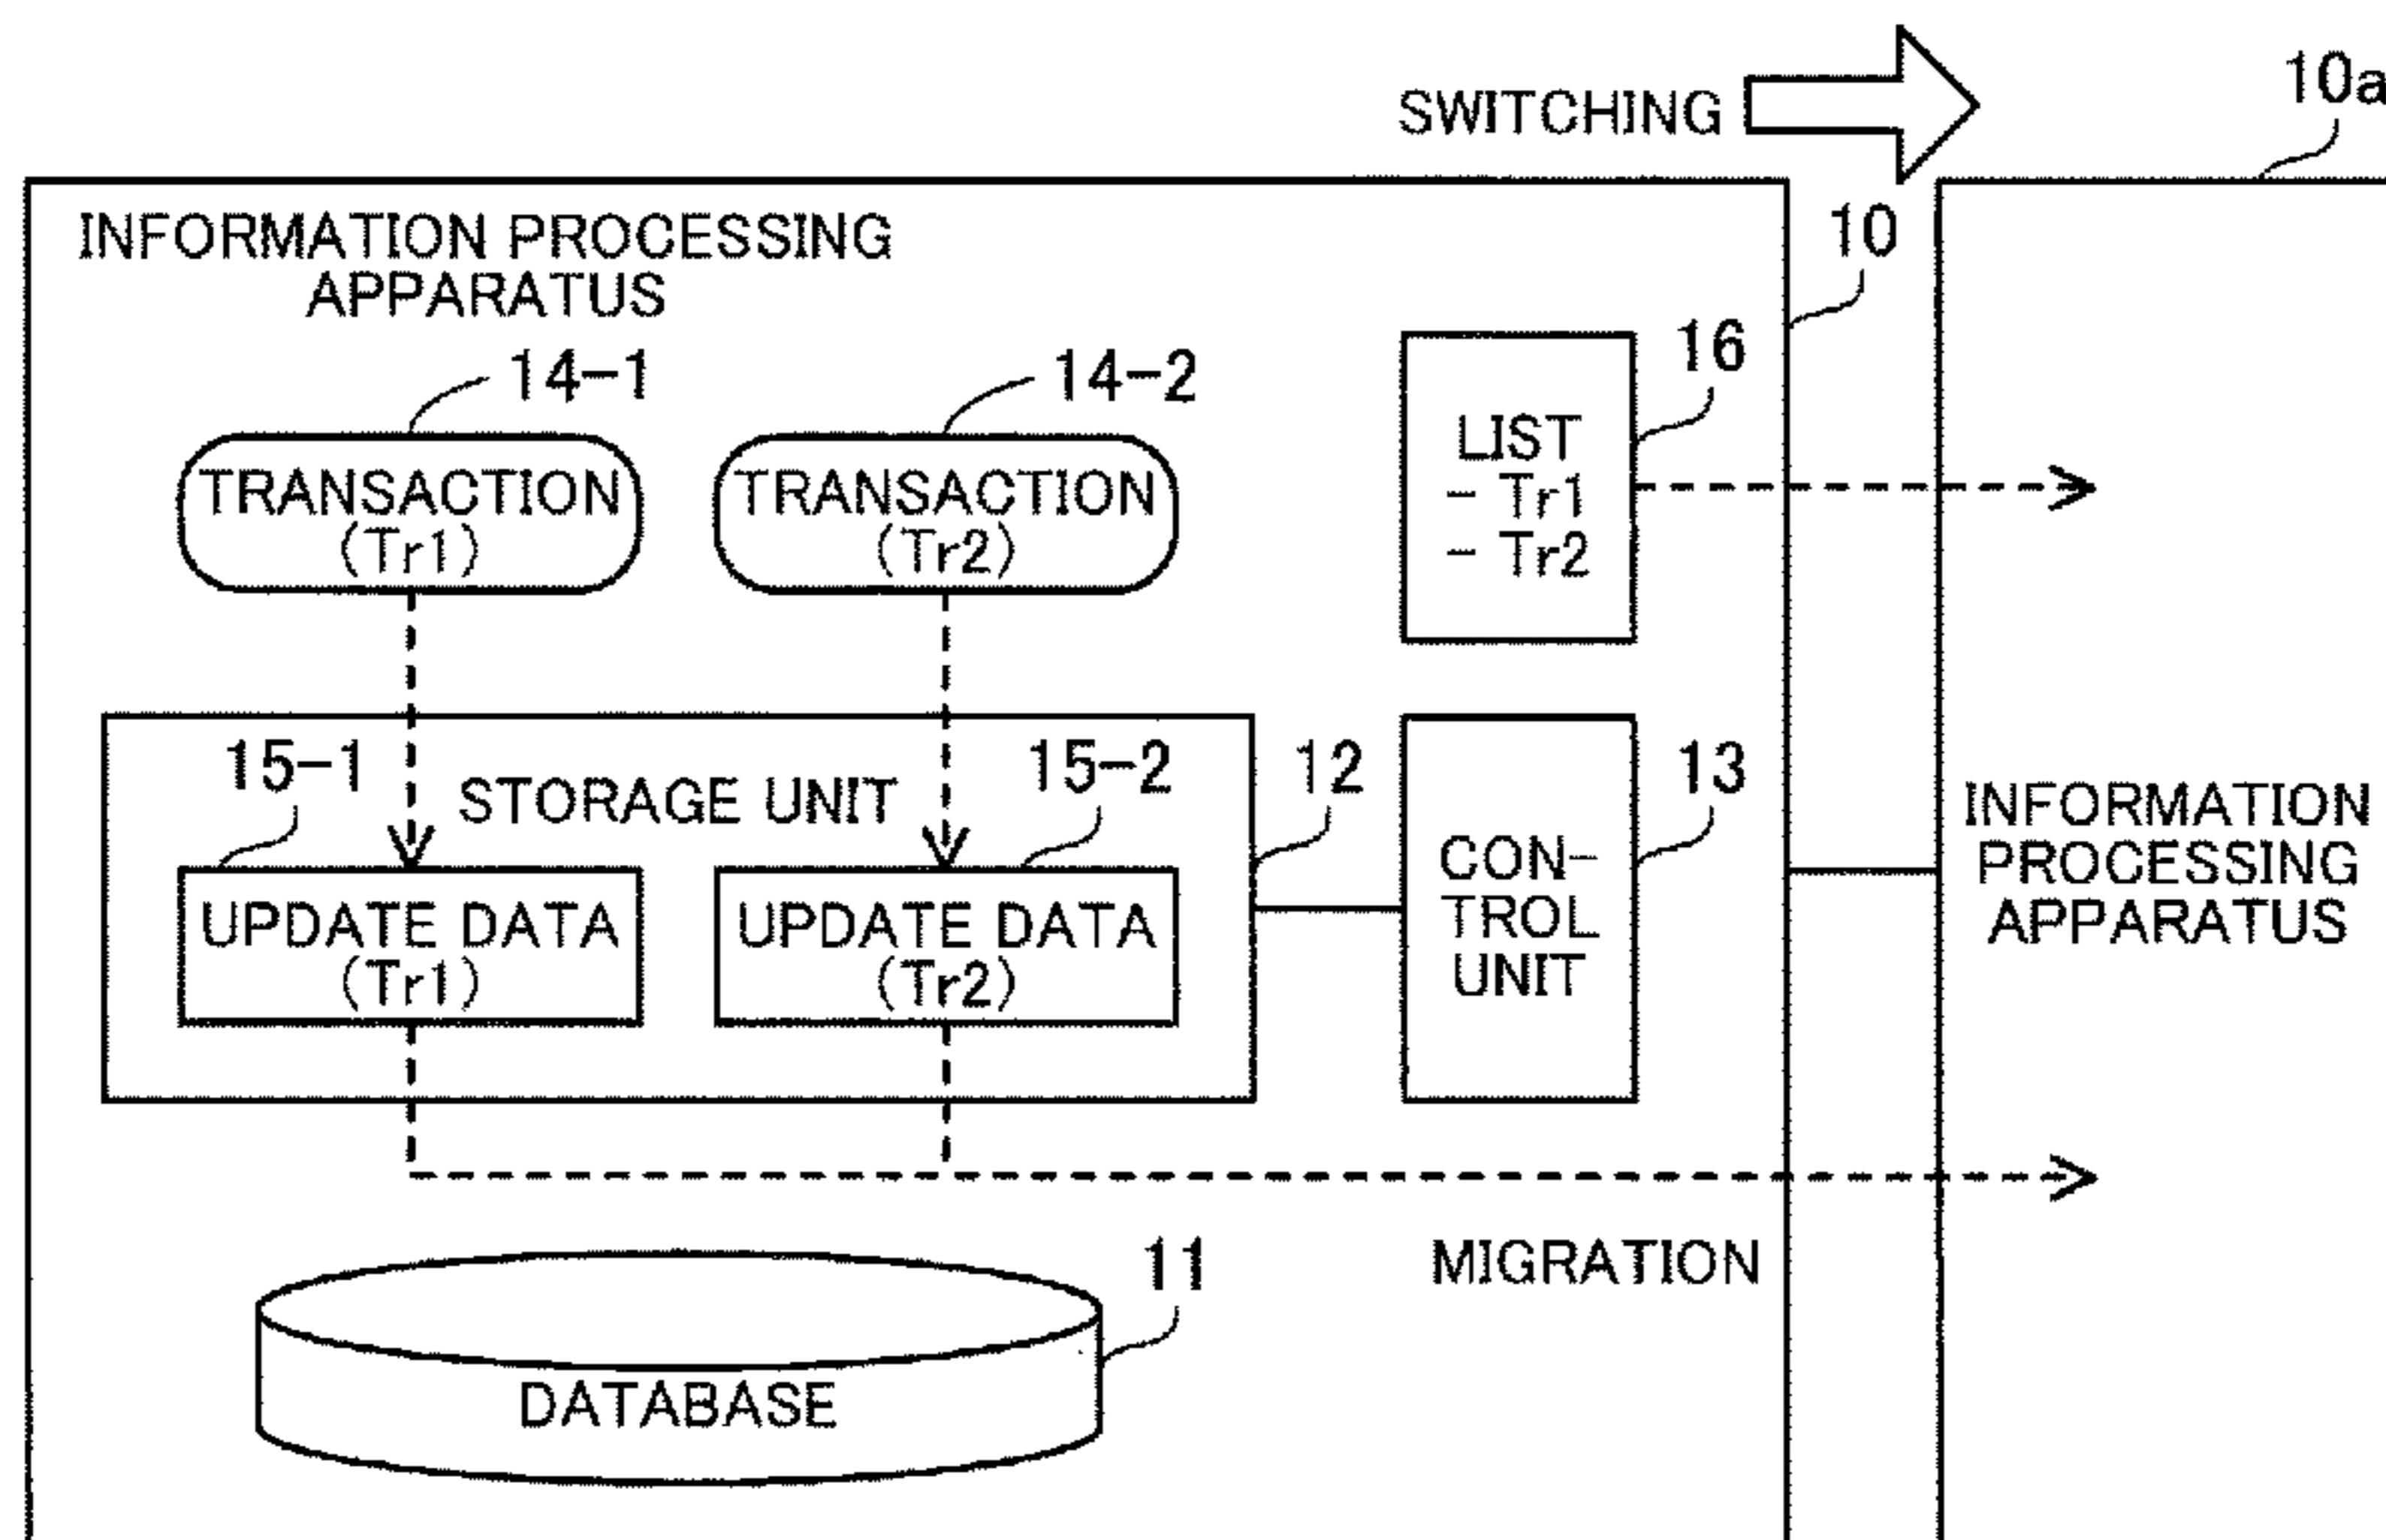 SWITCHING
10a
INFORMATION PROCESSING
APPARATUS
10
14-1
14-2
16
TRANSACTION
(Tr1)
TRANSACTION
(Tr2)
LIST
- Tr1
- Tr2
15-1
STORAGE UNIT
15-2
12
13
UPDATE DATA
(Tr1)
UPDATE DATA
(Tr2)
CON-
TROL
UNIT
INFORMATION
PROCESSING
APPARATUS
MIGRATION
11
DATABASE